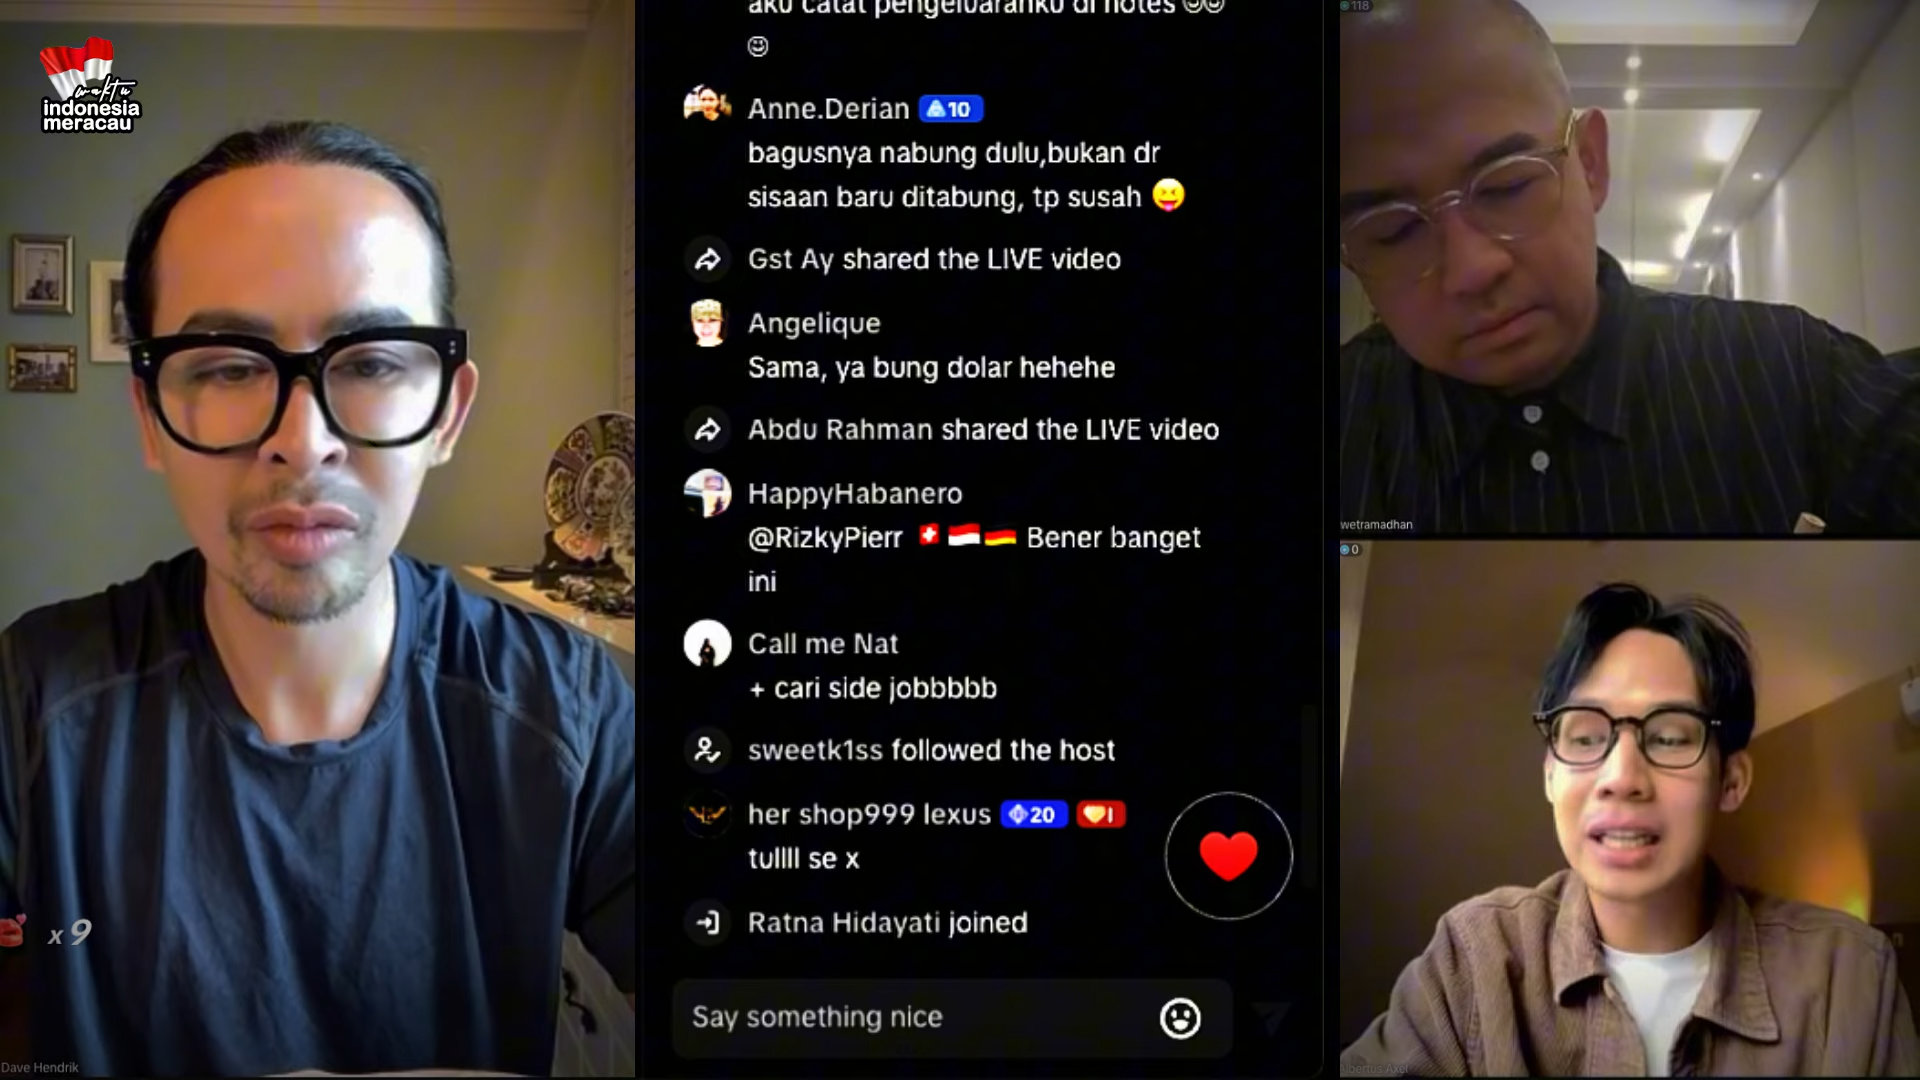 waktu
indonesia
meracau
Dave Hendrik
x 9
aku catat pengeluaranku di notes
Anne.Derian 10
bagusnya nabung dulu,bukan dr
sisaan baru ditabung, tp susah 😝
Gst Ay shared the LIVE video
Angelique
Sama, ya bung dolar hehehe
Abdu Rahman shared the LIVE video
HappyHabanero
@RizkyPierr 🇨🇭🇮🇩🇩🇪 Bener banget
ini
Call me Nat
+ cari side jobbbbb
sweetk1ss followed the host
her shop999 lexus 20 I
tullll se x
Ratna Hidayati joined
Say something nice
118
wetramadhan
0
lbertus Axel